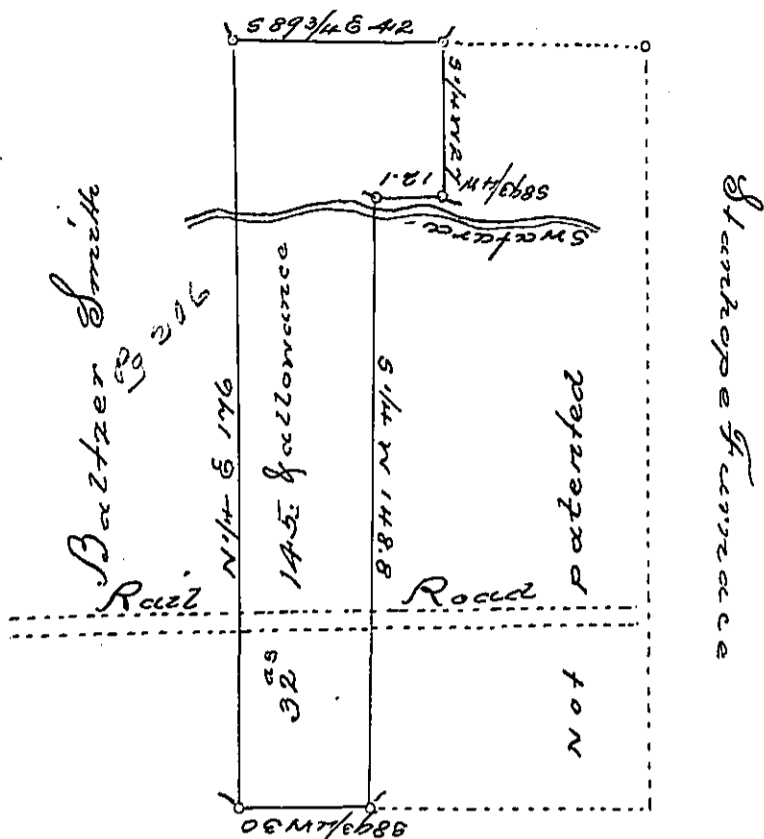 S 89 3/4 E 42
S 1/4 W 27
S 89 3/4 W
12.1
Swatara
Stanhope Furnace
Baltzer Smith
N 1/4 E 176
32 as 145. & allowance
S 1/4 W 148.8
Not patented
Rail Road
S 89 3/4 W 30